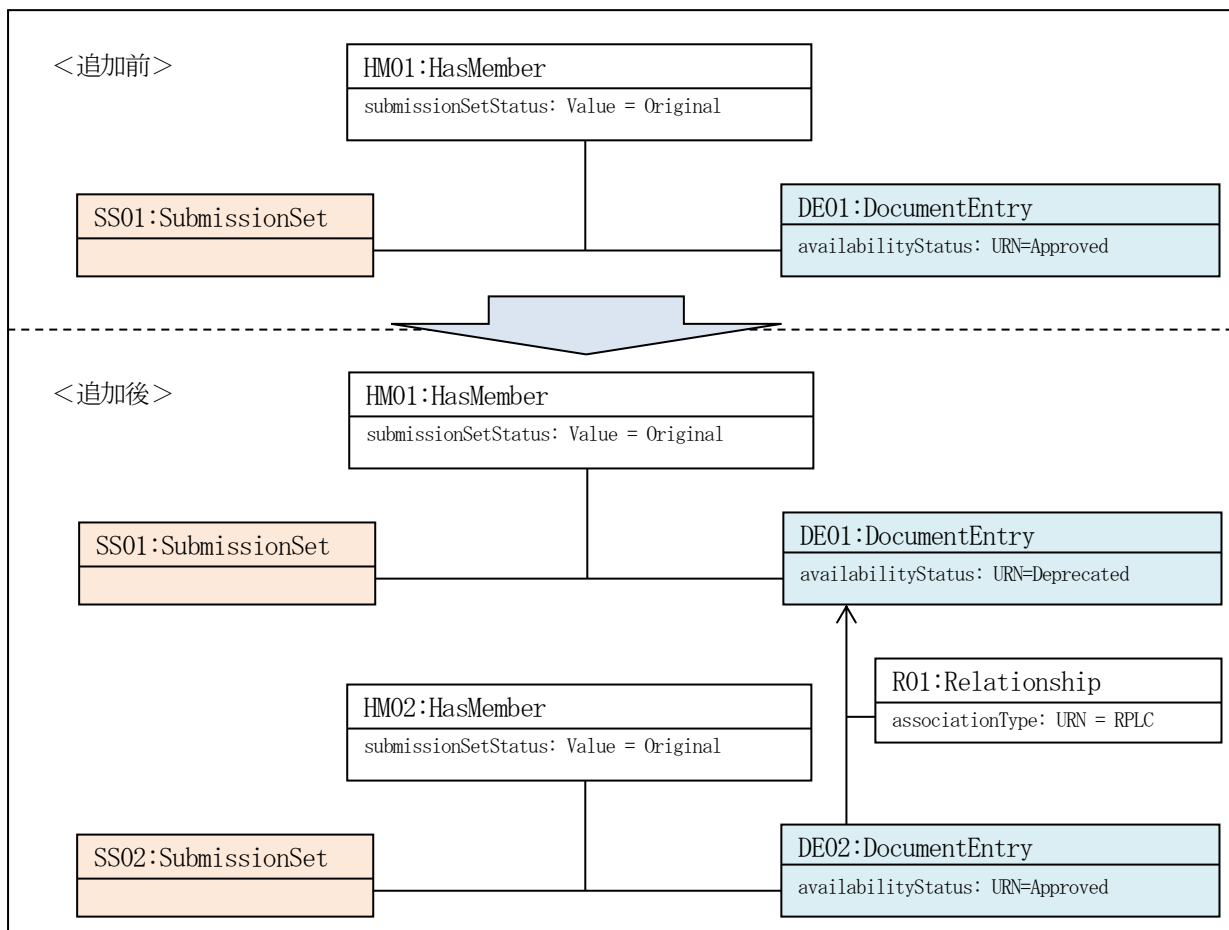 ＜追加前＞
HM01:HasMember
submissionSetStatus: Value = Original
SS01:SubmissionSet
DE01:DocumentEntry
availabilityStatus: URN=Approved
＜追加後＞
HM01:HasMember
submissionSetStatus: Value = Original
SS01:SubmissionSet
DE01:DocumentEntry
availabilityStatus: URN=Deprecated
R01:Relationship
associationType: URN = RPLC
HM02:HasMember
submissionSetStatus: Value = Original
SS02:SubmissionSet
DE02:DocumentEntry
availabilityStatus: URN=Approved